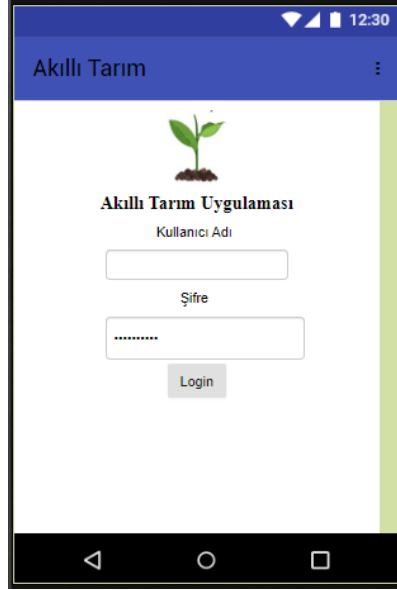 12:30
Akıllı Tarım
Akıllı Tarım Uygulaması
Kullanıcı Adı
Şifre
••••••••••
Login